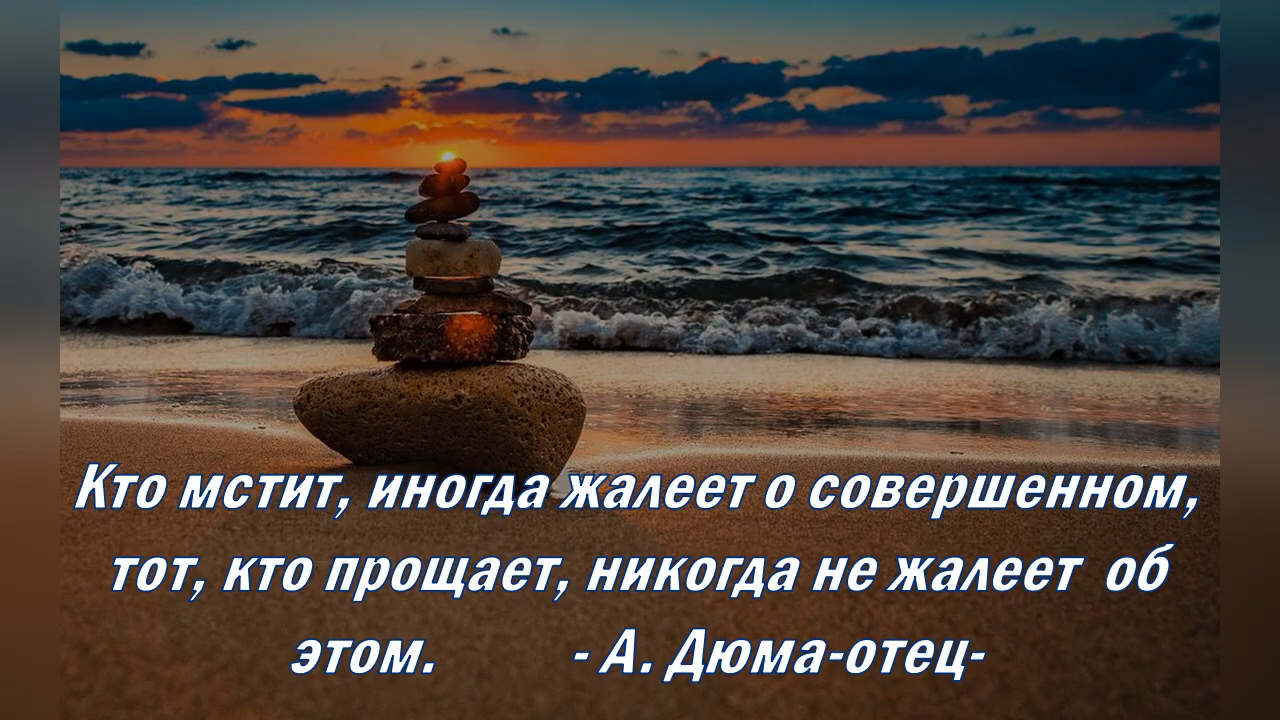 Кто мстит, иногда жалеет о совершенном,
тот, кто прощает, никогда не жалеет об
этом. - А. Дюма-отец-